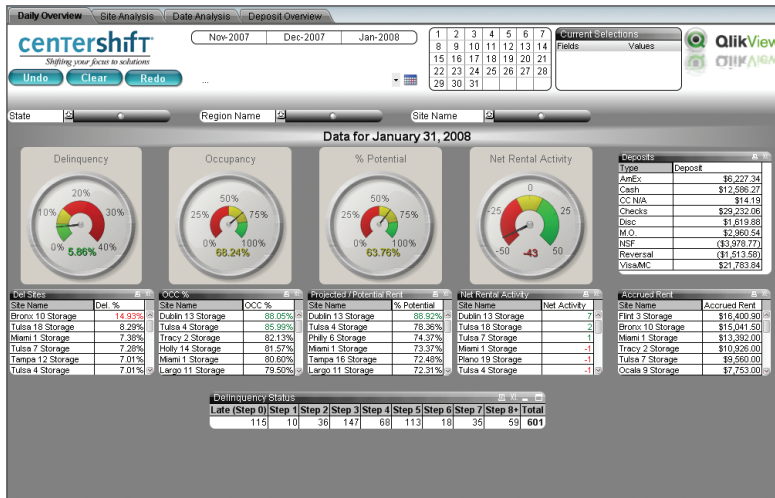 Daily Overview Site Analysis Date Analysis Deposit Overview
centershift
Shifting your focus to solutions
Undo Clear Redo
Nov-2007 Dec-2007 Jan-2008
...
1 2 3 4 5 6 7
8 9 10 11 12 13 14
15 16 17 18 19 20 21
22 23 24 25 26 27 28
29 30 31
Current Selections
Fields Values
QlikView
State Region Name Site Name
Data for January 31, 2008
Delinquency
0% 10% 20% 30% 40%
5.86%
Occupancy
0% 25% 50% 75% 100%
68.24%
% Potential
0% 25% 50% 75% 100%
63.76%
Net Rental Activity
-50 -25 0 25 50
-43
Deposits
Type Deposit
AmEx $6,227.34
Cash $12,586.27
CC N/A $14.19
Checks $29,232.06
Disc $1,619.88
M.O. $2,960.54
NSF ($3,978.77)
Reversal ($1,513.58)
Visa/MC $21,783.84
Del Sites
Site Name Del. %
Bronx 10 Storage 14.93%
Tulsa 18 Storage 8.29%
Miami 1 Storage 7.38%
Tulsa 7 Storage 7.28%
Tampa 12 Storage 7.01%
Tulsa 4 Storage 7.01%
OCC %
Site Name OCC %
Dublin 13 Storage 88.05%
Tulsa 4 Storage 85.99%
Tracy 2 Storage 82.13%
Holly 14 Storage 81.57%
Miami 1 Storage 80.60%
Largo 11 Storage 79.50%
Projected / Potential Rent
Site Name % Potential
Dublin 13 Storage 88.92%
Tulsa 4 Storage 78.36%
Philly 6 Storage 74.37%
Miami 1 Storage 73.37%
Tampa 16 Storage 72.48%
Largo 11 Storage 72.31%
Net Rental Activity
Site Name Net Activity
Dublin 13 Storage 7
Tulsa 18 Storage 2
Tulsa 7 Storage 1
Miami 1 Storage -1
Plano 19 Storage -1
Tulsa 4 Storage -1
Accrued Rent
Site Name Accrued Rent
Flint 3 Storage $16,400.90
Bronx 10 Storage $15,041.50
Miami 1 Storage $13,392.00
Tracy 2 Storage $10,926.00
Tulsa 7 Storage $9,560.00
Ocala 9 Storage $7,753.00
Delinquency Status
Late (Step 0) Step 1 Step 2 Step 3 Step 4 Step 5 Step 6 Step 7 Step 8+ Total
115 10 36 147 68 113 18 35 59 601